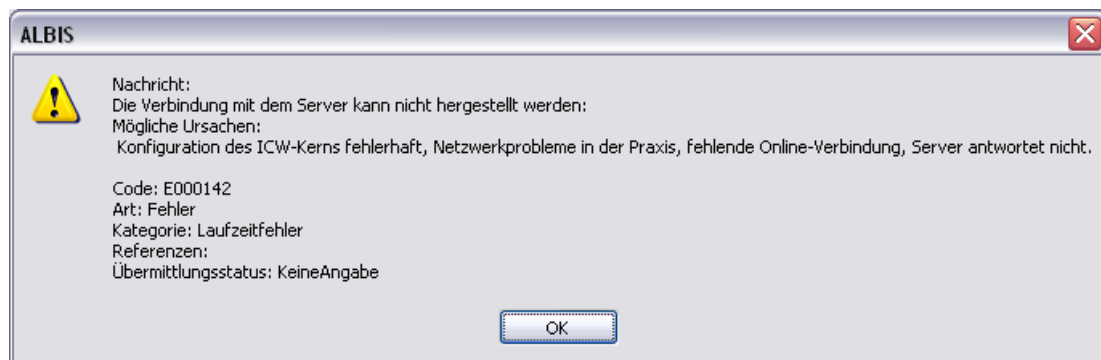 ALBIS
Nachricht:
Die Verbindung mit dem Server kann nicht hergestellt werden:
Mögliche Ursachen:
Konfiguration des ICW-Kerns fehlerhaft, Netzwerkprobleme in der Praxis, fehlende Online-Verbindung, Server antwortet nicht.
Code: E000142
Art: Fehler
Kategorie: Laufzeitfehler
Referenzen:
Übermittlungsstatus: KeineAngabe
OK